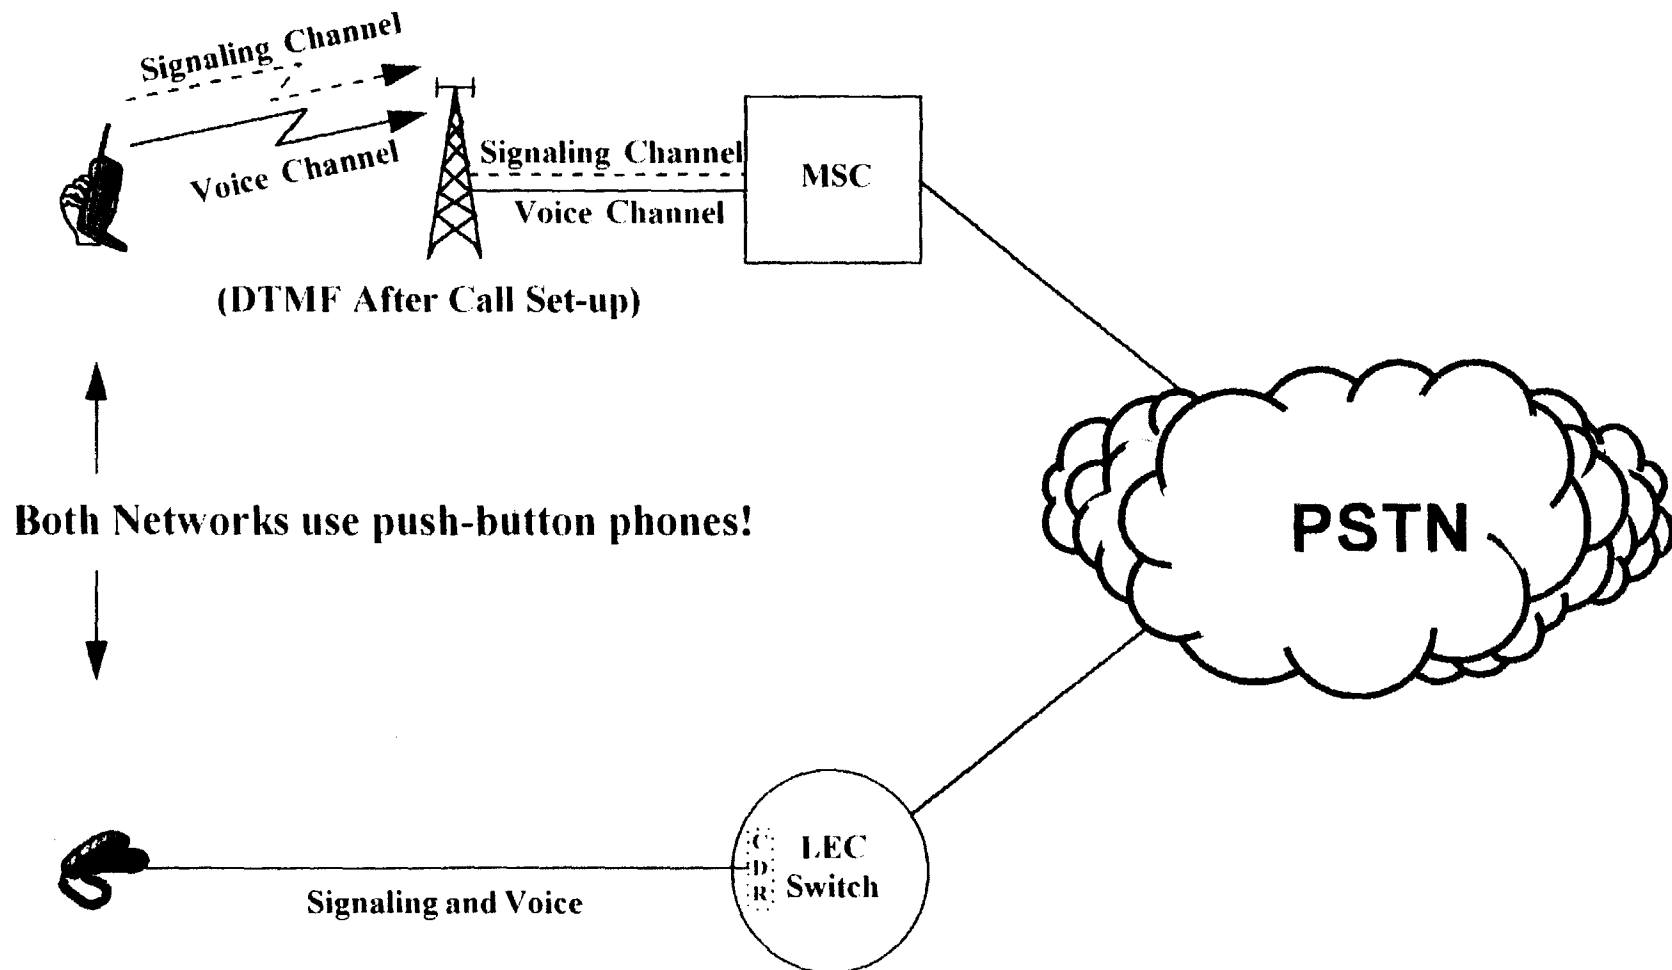 Signaling Channel
Voice Channel
Signaling Channel
Voice Channel
MSC
(DTMF After Call Set-up)
Both Networks use push-button phones!
PSTN
C
D
R
LEC
Switch
Signaling and Voice